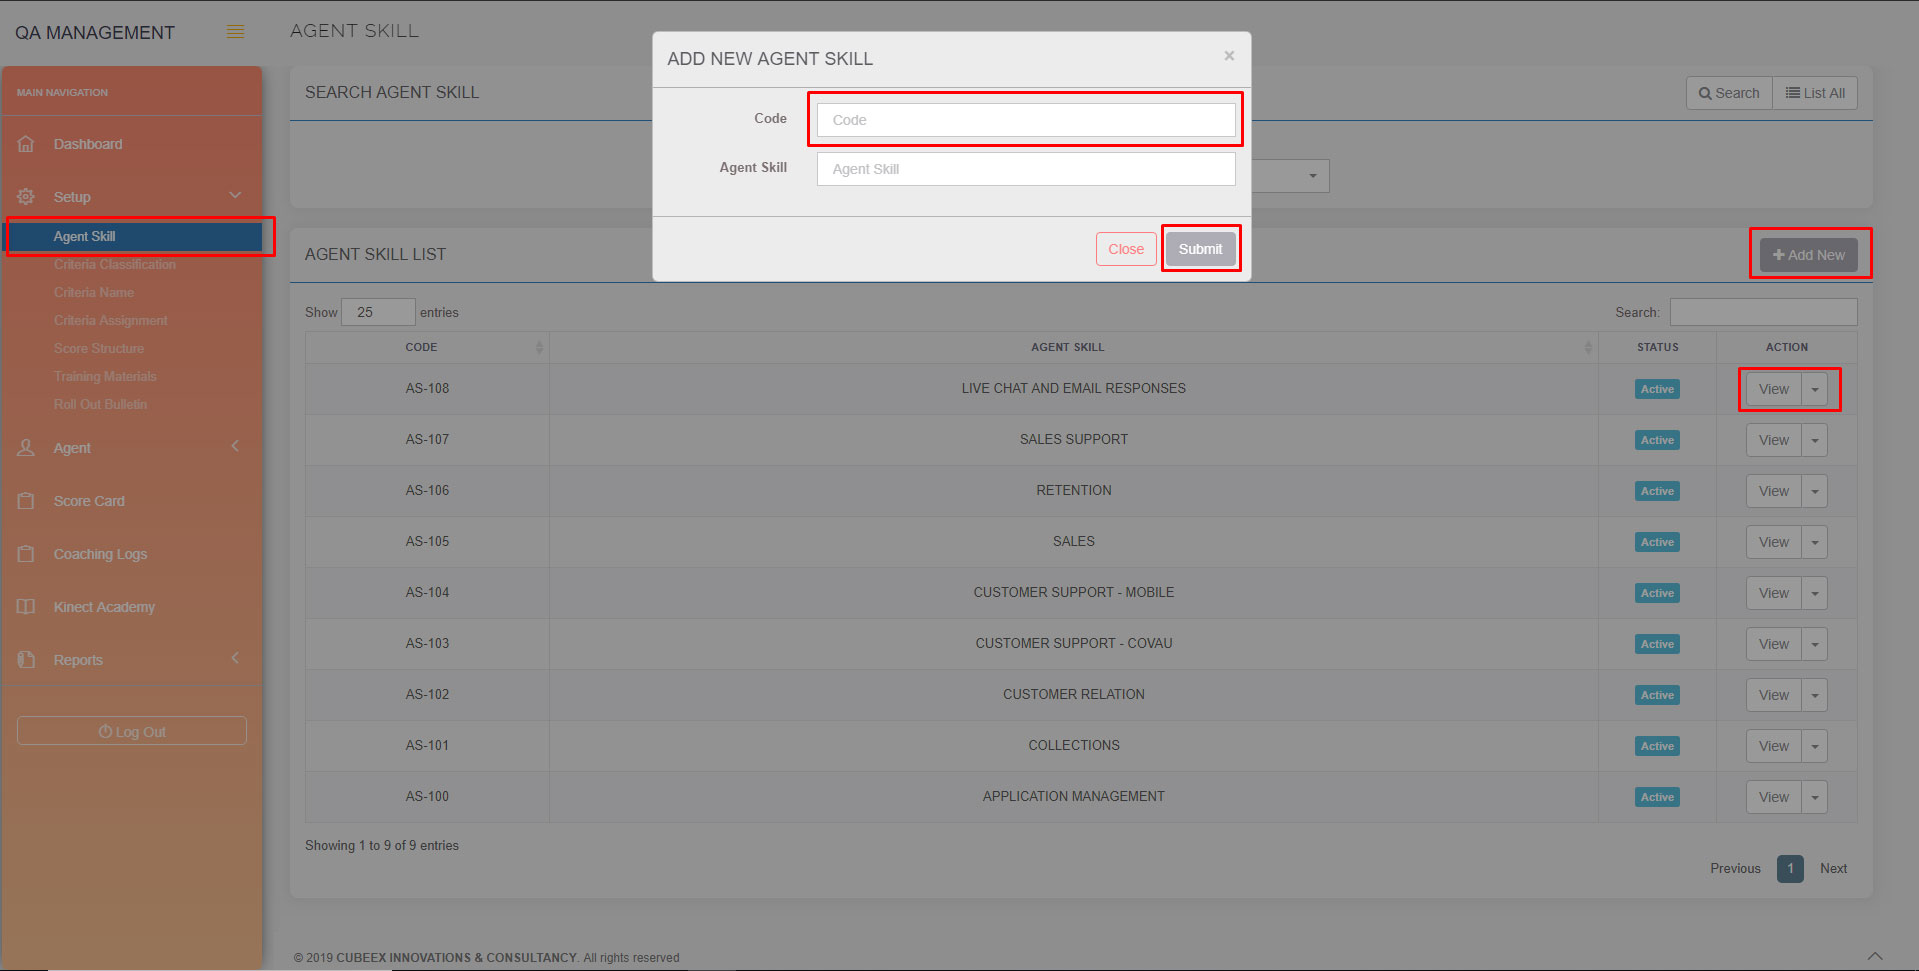 QA MANAGEMENT
AGENT SKILL
MAIN NAVIGATION
Dashboard
Setup
Agent Skill
Criteria Classification
Criteria Name
Criteria Assignment
Score Structure
Training Materials
Roll Out Bulletin
Agent
Score Card
Coaching Logs
Kinect Academy
Reports
Log Out
SEARCH AGENT SKILL
Search List All
ADD NEW AGENT SKILL ×
Code Code
Agent Skill Agent Skill
Close Submit
AGENT SKILL LIST
Add New
Show 25 entries
Search:
CODE AGENT SKILL STATUS ACTION
AS-108 LIVE CHAT AND EMAIL RESPONSES Active View
AS-107 SALES SUPPORT Active View
AS-106 RETENTION Active View
AS-105 SALES Active View
AS-104 CUSTOMER SUPPORT - MOBILE Active View
AS-103 CUSTOMER SUPPORT - COVAU Active View
AS-102 CUSTOMER RELATION Active View
AS-101 COLLECTIONS Active View
AS-100 APPLICATION MANAGEMENT Active View
Showing 1 to 9 of 9 entries
Previous 1 Next
© 2019 CUBEEX INNOVATIONS & CONSULTANCY. All rights reserved